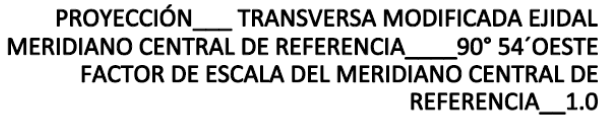 PROYECCIÓN___ TRANSVERSA MODIFICADA EJIDAL
MERIDIANO CENTRAL DE REFERENCIA____90° 54´OESTE
FACTOR DE ESCALA DEL MERIDIANO CENTRAL DE
REFERENCIA__1.0